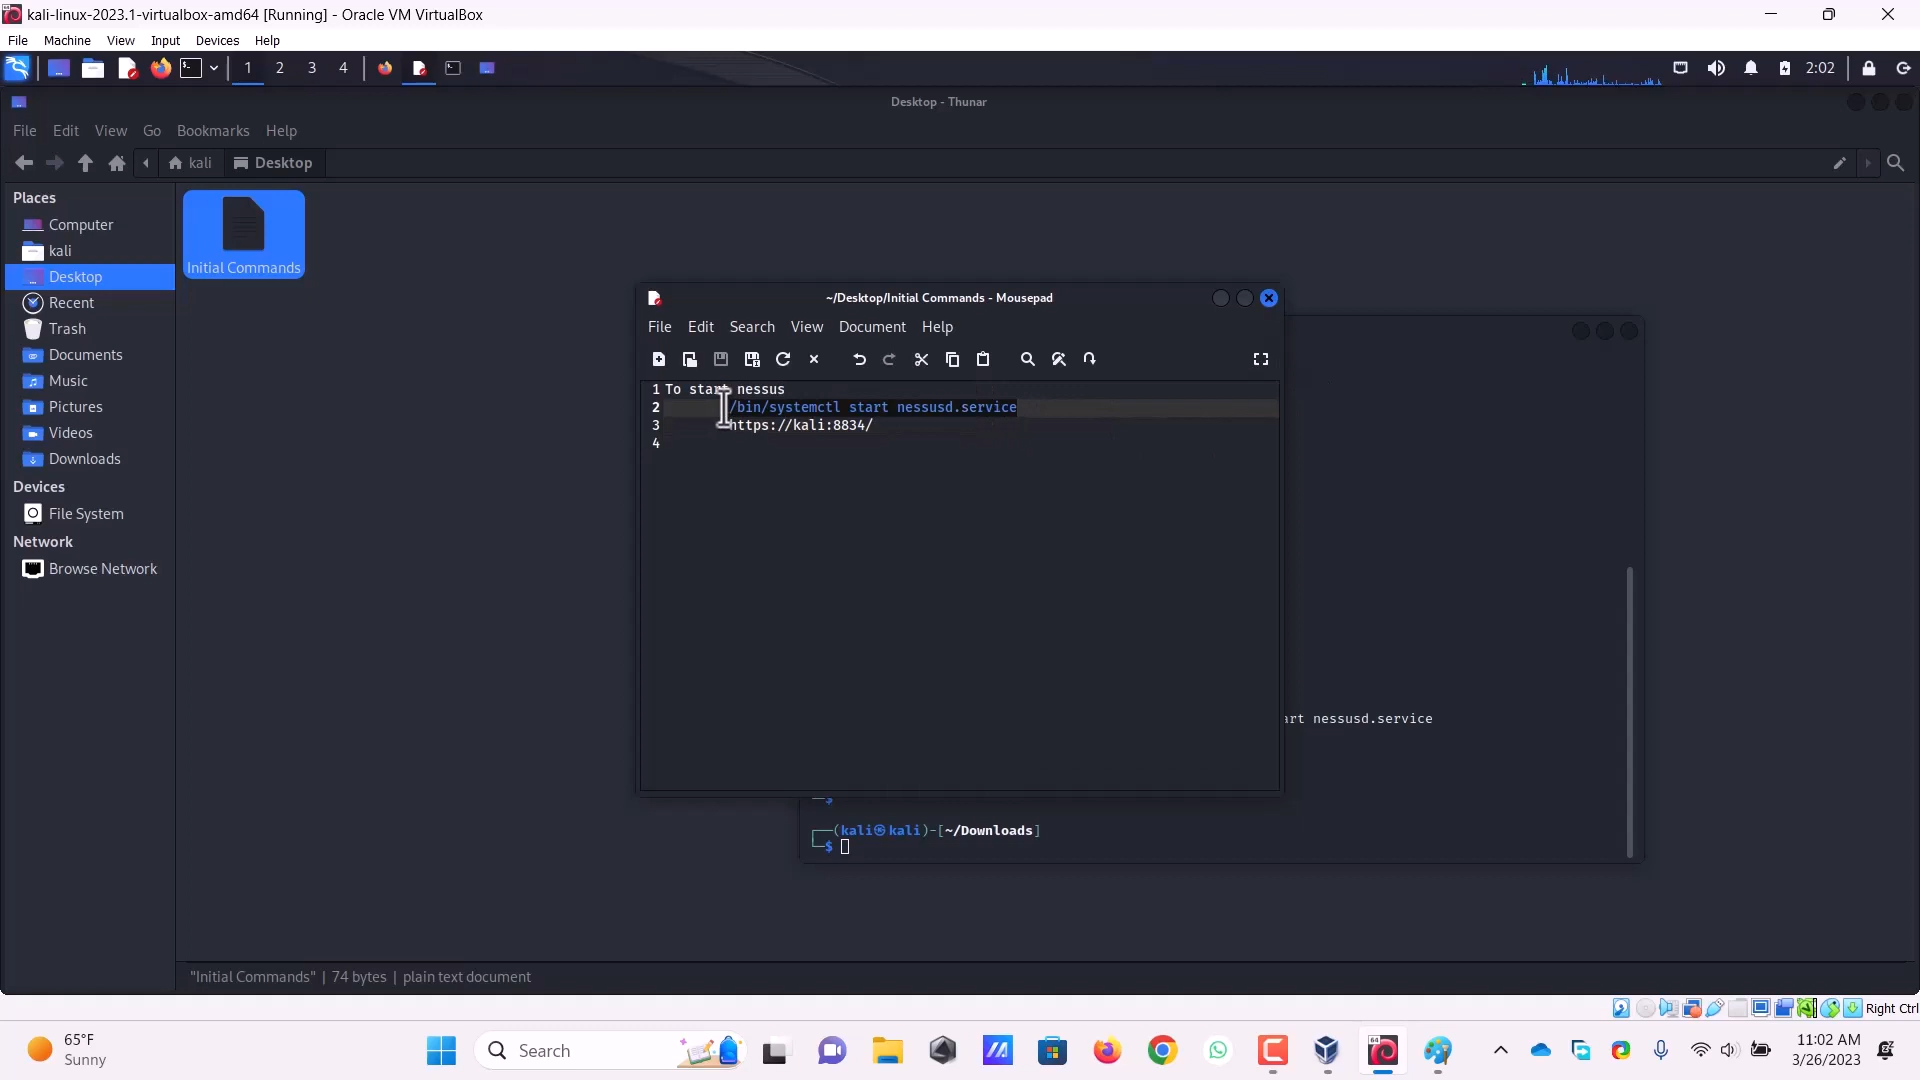 kali-linux-2023.1-virtualbox-amd64 [Running] - Oracle VM VirtualBox
File Machine View Input Devices Help
1 2 3 4 2:02
Desktop - Thunar
File Edit View Go Bookmarks Help
kali Desktop
Places
Computer
kali
Desktop
Recent
Trash
Documents
Music
Pictures
Videos
Downloads
Devices
File System
Network
Browse Network
Initial Commands
~/Desktop/Initial Commands - Mousepad
File Edit Search View Document Help
1 To start nessus
2 /bin/systemctl start nessusd.service
3 https://kali:8834/
4
art nessusd.service
$
(kali㉿kali)-[~/Downloads]
$
"Initial Commands" | 74 bytes | plain text document
Right Ctrl
65°F
Sunny
Search
11:02 AM
3/26/2023